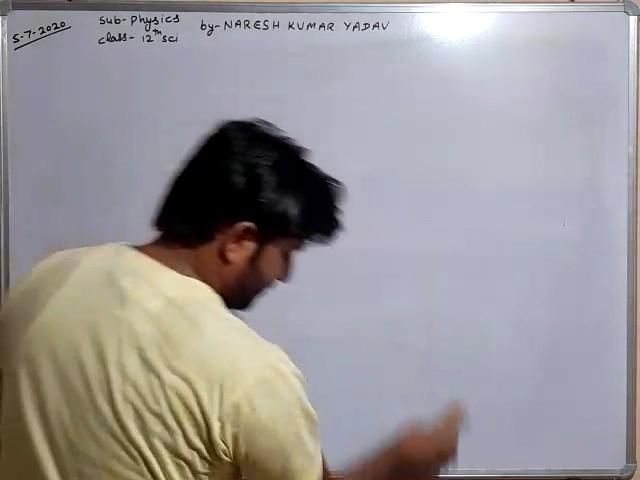 5-7-2020
Sub-Physics
class- 12th sci
by- NARESH KUMAR YADAV